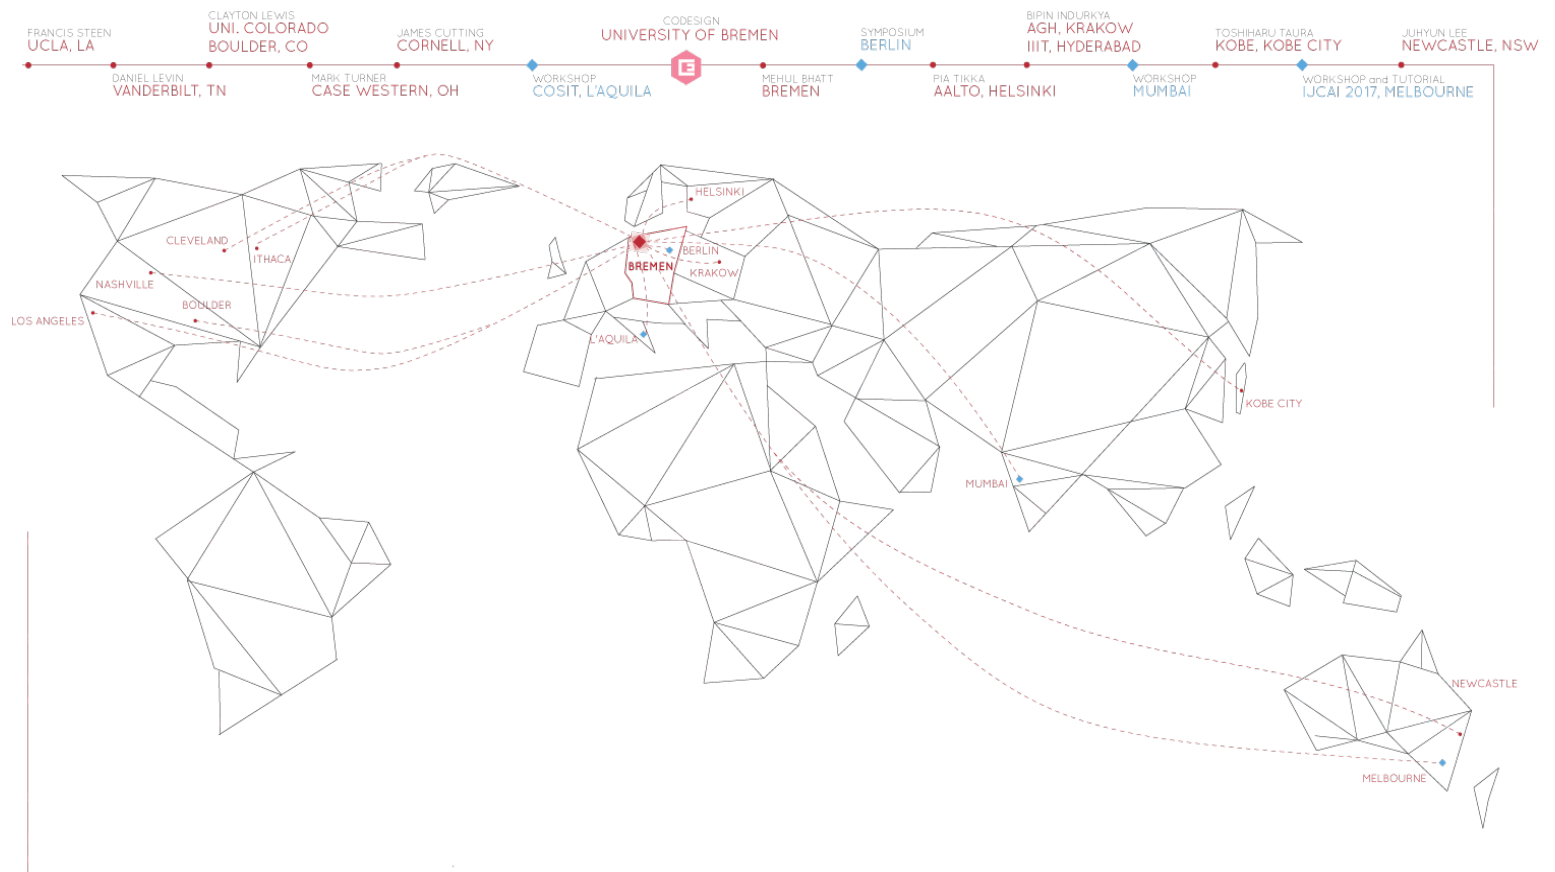 FRANCIS STEEN
UCLA, LA
DANIEL LEVIN
VANDERBILT, TN
CLAYTON LEWIS
UNI. COLORADO
BOULDER, CO
MARK TURNER
CASE WESTERN, OH
JAMES CUTTING
CORNELL, NY
WORKSHOP
COSIT, L'AQUILA
CODESIGN
UNIVERSITY OF BREMEN
MEHUL BHATT
BREMEN
SYMPOSIUM
BERLIN
PIA TIKKA
AALTO, HELSINKI
BIPIN INDURKYA
AGH, KRAKOW
IIIT, HYDERABAD
WORKSHOP
MUMBAI
TOSHIHARU TAURA
KOBE, KOBE CITY
WORKSHOP and TUTORIAL
IJCAI 2017, MELBOURNE
JUHYUN LEE
NEWCASTLE, NSW
HELSINKI
CLEVELAND
ITHACA
BERLIN
BREMEN
KRAKOW
NASHVILLE
BOULDER
LOS ANGELES
L'AQUILA
KOBE CITY
MUMBAI
NEWCASTLE
MELBOURNE